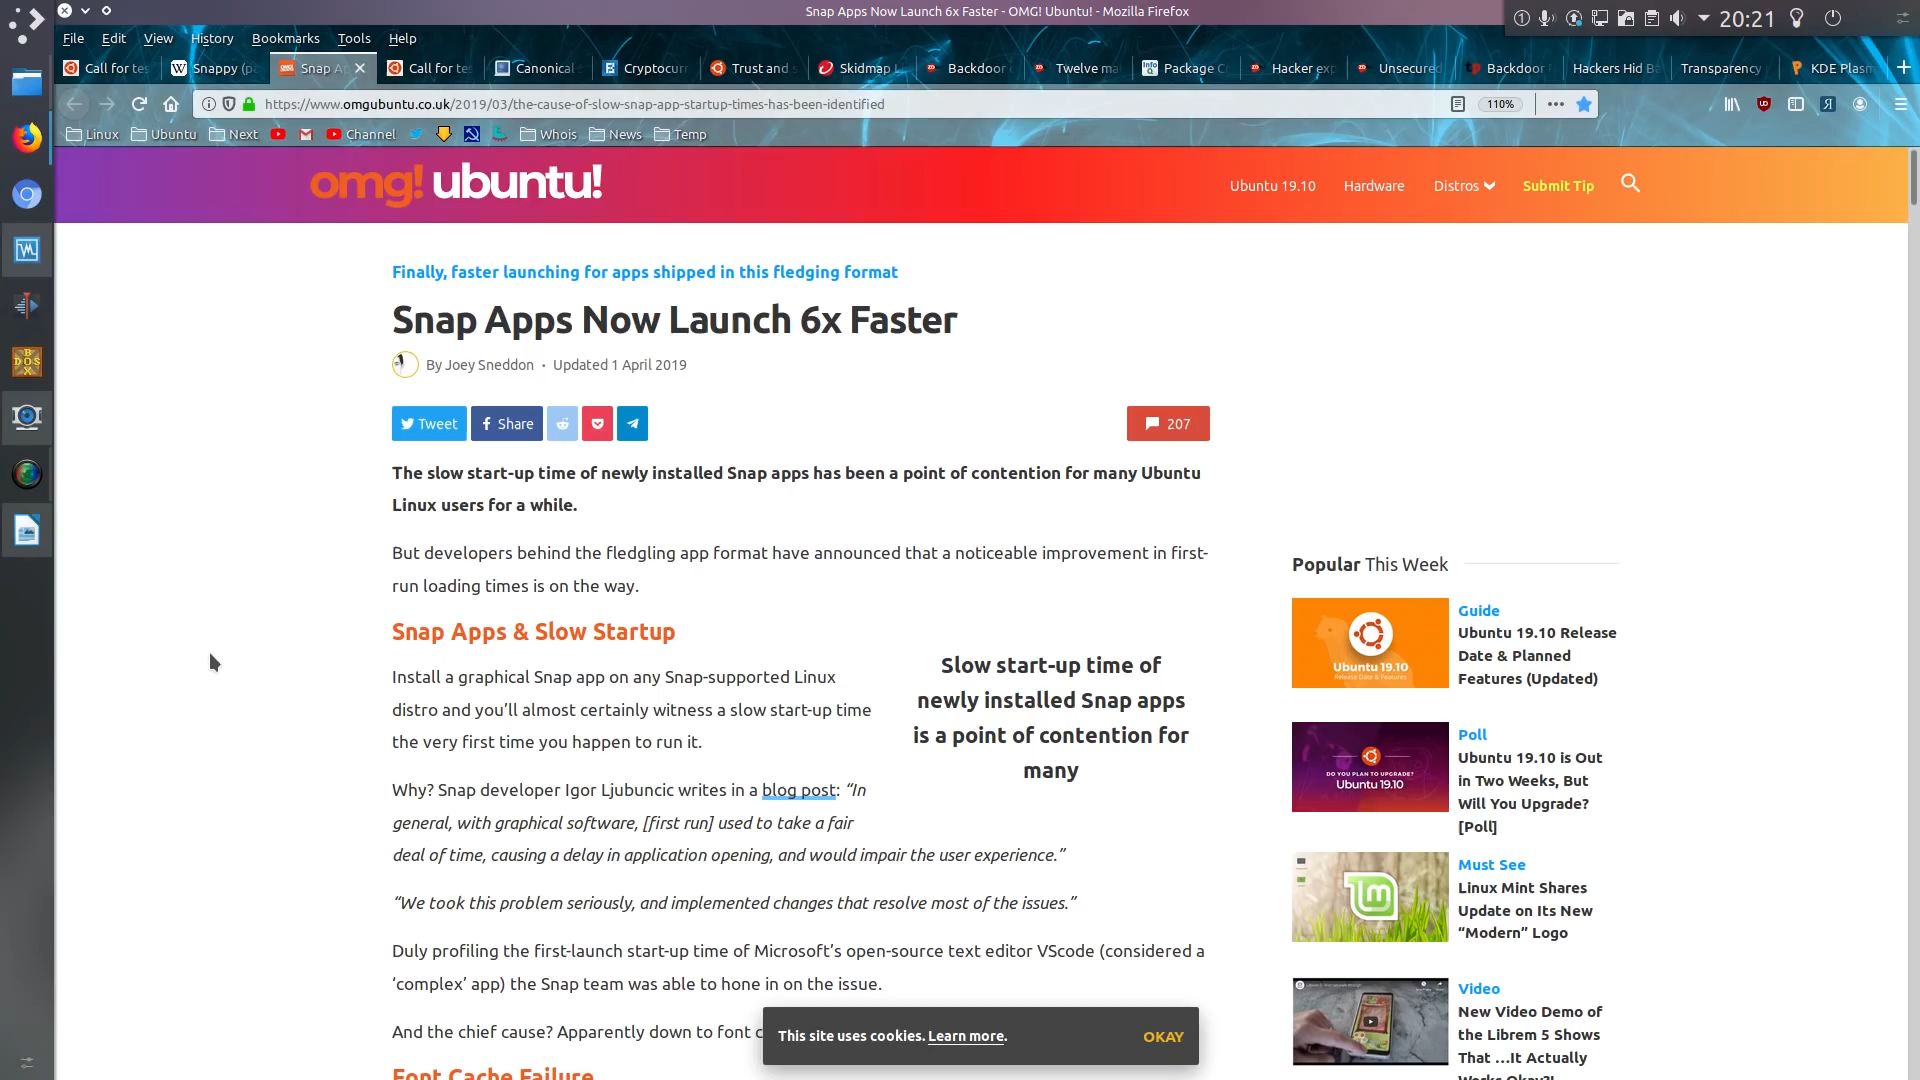 Snap Apps Now Launch 6x Faster - OMG! Ubuntu! - Mozilla Firefox
20:21
File Edit View History Bookmarks Tools Help
Call for te
Snappy (p
Snap A
Call for te
Canonical
Cryptocurr
Trust and s
Skidmap
Backdoor
Twelve ma
Package C
Hacker exp
Unsecured
Backdoor
Hackers Hid Ba
Transparency
KDE Plasm
https://www.omgubuntu.co.uk/2019/03/the-cause-of-slow-snap-app-startup-times-has-been-identified
110%
Linux Ubuntu Next Channel Whois News Temp
omg! ubuntu!
Ubuntu 19.10 Hardware Distros Submit Tip
Finally, faster launching for apps shipped in this fledging format
Snap Apps Now Launch 6x Faster
By Joey Sneddon • Updated 1 April 2019
Tweet Share
207
The slow start-up time of newly installed Snap apps has been a point of contention for many Ubuntu
Linux users for a while.
But developers behind the fledgling app format have announced that a noticeable improvement in first-
run loading times is on the way.
Snap Apps & Slow Startup
Install a graphical Snap app on any Snap-supported Linux
distro and you’ll almost certainly witness a slow start-up time
the very first time you happen to run it.
Slow start-up time of
newly installed Snap apps
is a point of contention for
many
Why? Snap developer Igor Ljubuncic writes in a blog post: “In
general, with graphical software, [first run] used to take a fair
deal of time, causing a delay in application opening, and would impair the user experience.”
“We took this problem seriously, and implemented changes that resolve most of the issues.”
Duly profiling the first-launch start-up time of Microsoft’s open-source text editor VScode (considered a
‘complex’ app) the Snap team was able to hone in on the issue.
And the chief cause? Apparently down to font c
Font Cache Failure
This site uses cookies. Learn more.
OKAY
Popular This Week
Ubuntu 19.10
Release Date & Features
Guide
Ubuntu 19.10 Release
Date & Planned
Features (Updated)
DO YOU PLAN TO UPGRADE?
Ubuntu 19.10
Poll
Ubuntu 19.10 is Out
in Two Weeks, But
Will You Upgrade?
[Poll]
Must See
Linux Mint Shares
Update on Its New
“Modern” Logo
Video
New Video Demo of
the Librem 5 Shows
That …It Actually
Works Okay?!